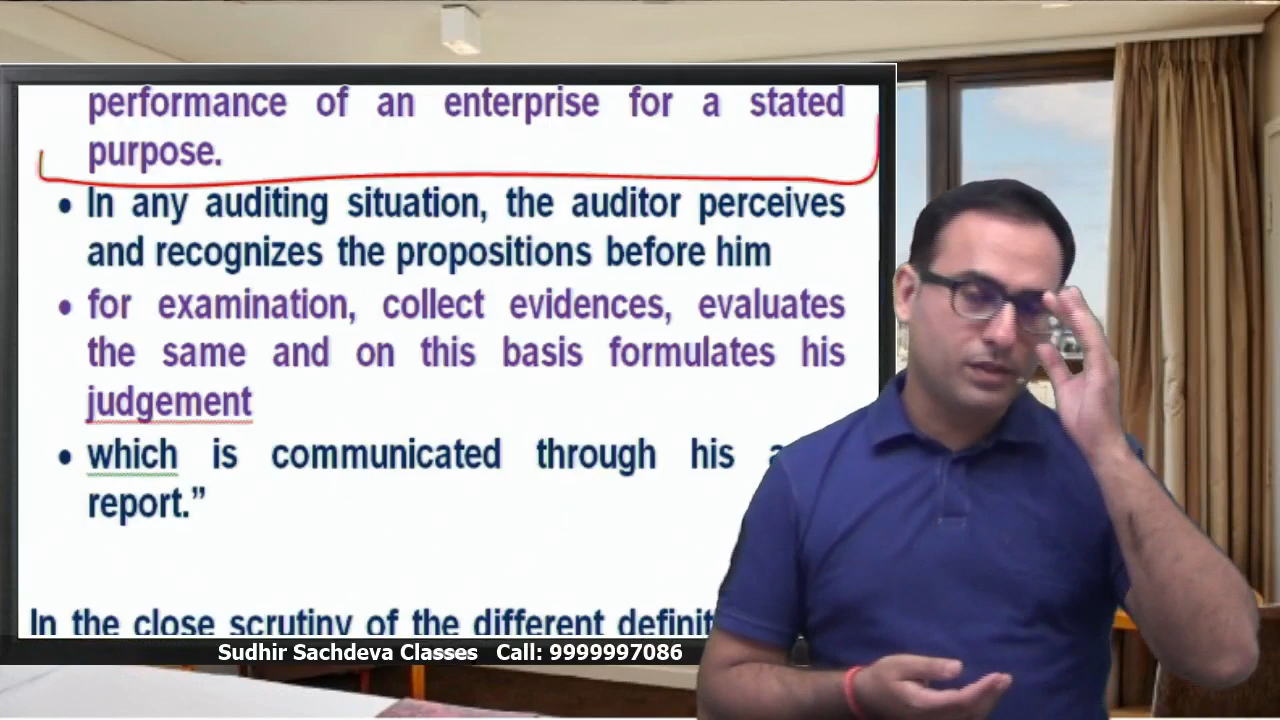 performance of an enterprise for a stated
purpose.
• In any auditing situation, the auditor perceives
and recognizes the propositions before him
• for examination, collect evidences, evaluates
the same and on this basis formulates his
judgement
• which is communicated through his
report.”
In the close scrutiny of the different
Sudhir Sachdeva Classes Call: 9999997086